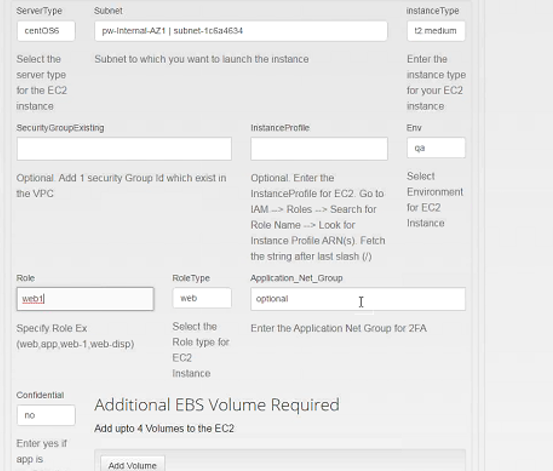 ServerType Subnet instanceType
centOS6 pw-Internal-AZ1 | subnet-1c6a4634 t2.medium
Select the Subnet to which you want to launch the instance Enter the
server type instance type
for the EC2 for your EC2
instance instance
SecurityGroupExisting InstanceProfile Env
qa
Optional. Add 1 security Group Id which exist in Optional. Enter the Select
the VPC InstanceProfile for EC2. Go to Environment
IAM --> Roles --> Search for for EC2
Role Name --> Look for Instance
Instance Profile ARN(s). Fetch
the string after last slash (/)
Role RoleType Application_Net_Group
web1 web optional
Specify Role Ex Select the Enter the Application Net Group for 2FA
(web,app,web-1,web-disp) Role type for
EC2
Instance
Confidential
no
Additional EBS Volume Required
Add upto 4 Volumes to the EC2
Enter yes if
app is
Add Volume